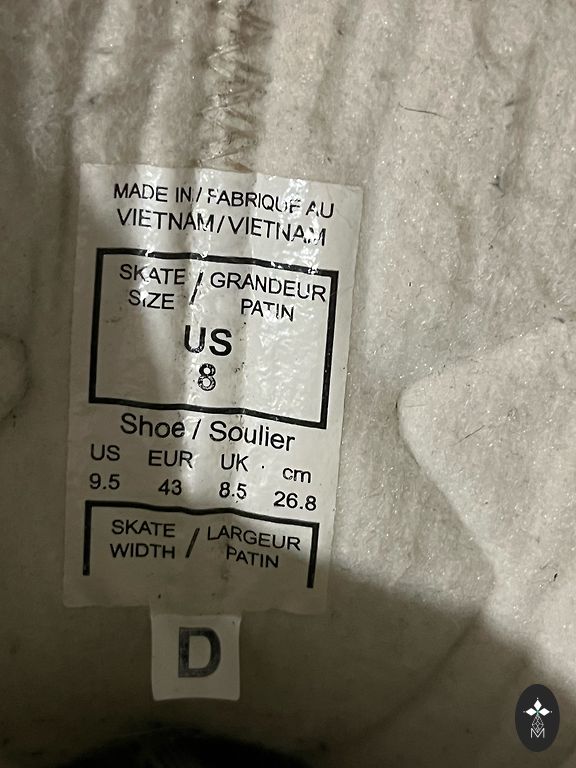 MADE IN / FABRIQUE AU
VIETNAM / VIETNAM
SKATE / GRANDEUR
SIZE PATIN
US
8
Shoe / Soulier
US EUR UK cm
9.5 43 8.5 26.8
SKATE / LARGEUR
WIDTH PATIN
D
M